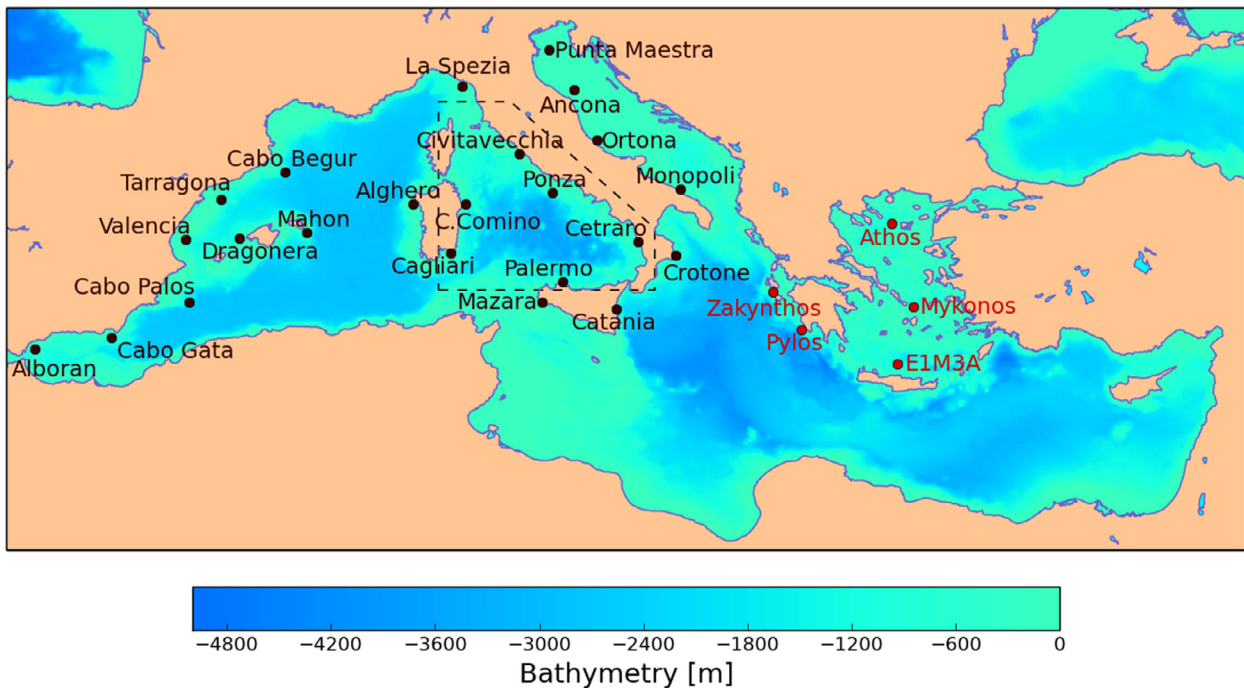 Punta Maestra
La Spezia
Ancona
Civitavecchia
Ortona
Cabo Begur
Tarragona
Alghero
Ponza
Monopoli
Valencia
Mahon
C.Comino
Cetraro
Athos
Dragonera
Cagliari
Palermo
Crotone
Cabo Palos
Mazara
Catania
Zakynthos
Mykonos
Pylos
Cabo Gata
Alboran
E1M3A
−4800 −4200 −3600 −3000 −2400 −1800 −1200 −600 0
Bathymetry [m]